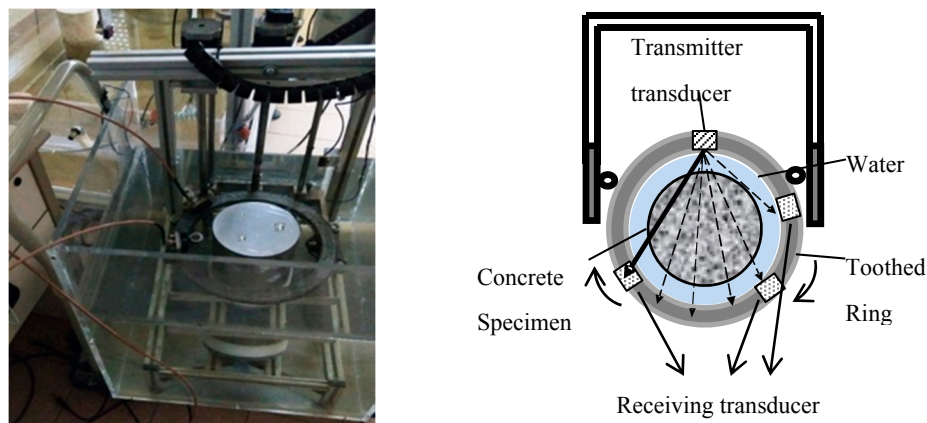 Transmitter
transducer
Water
Concrete
Specimen
Toothed
Ring
Receiving transducer